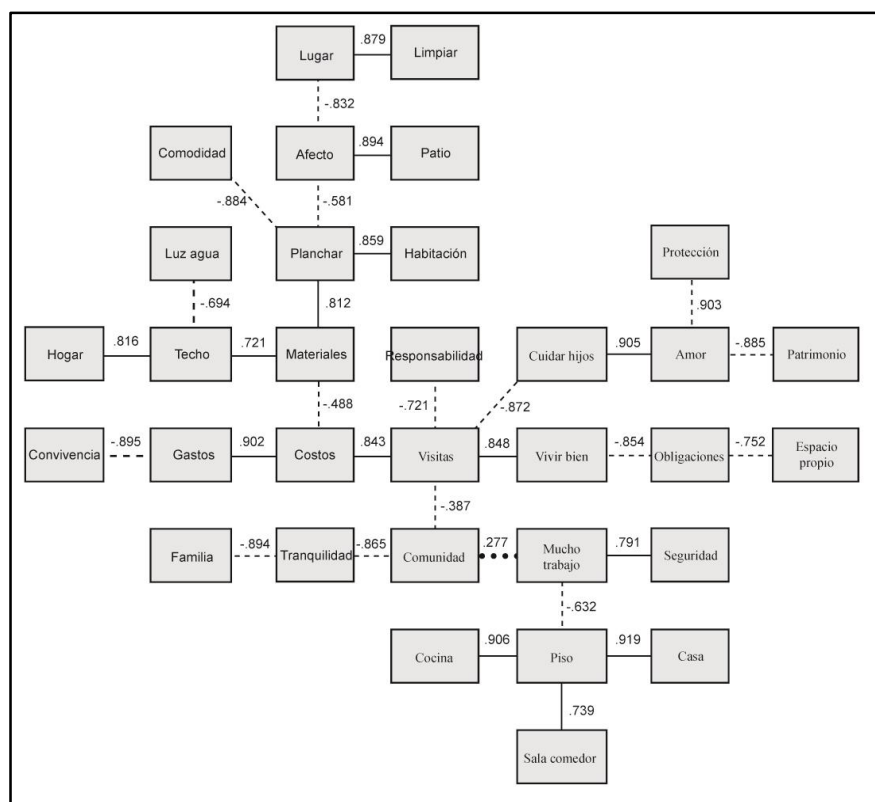 .879
Lugar
Limpiar
-.832
Comodidad
Afecto
.894
Patio
-.884
-.581
Luz agua
Planchar
.859
Habitación
Protección
-.694
.812
.903
Hogar
.816
Techo
.721
Materiales
Responsabilidad
Cuidar hijos
.905
Amor
-.885
Patrimonio
-.488
-.721
-.872
Convivencia
-.895
Gastos
.902
Costos
.843
Visitas
.848
Vivir bien
-.854
Obligaciones
-.752
Espacio
propio
-.387
Familia
-.894
Tranquilidad
-.865
Comunidad
.277
Mucho
trabajo
.791
Seguridad
-.632
Cocina
.906
Piso
.919
Casa
.739
Sala comedor